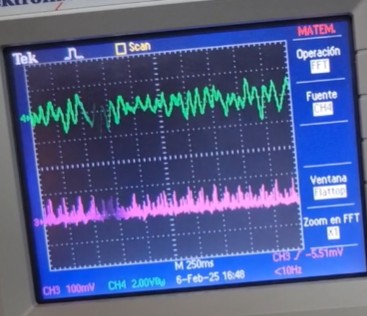 Tek
Scan
MATEM.
Operación
FFT
Fuente
CH4
Ventana
Flattop
Zoom en FFT
X1
CH3 100mV
CH4 2.00V
M 250ms
6-Feb-25 16:48
CH3 / -5.51mV
<10Hz